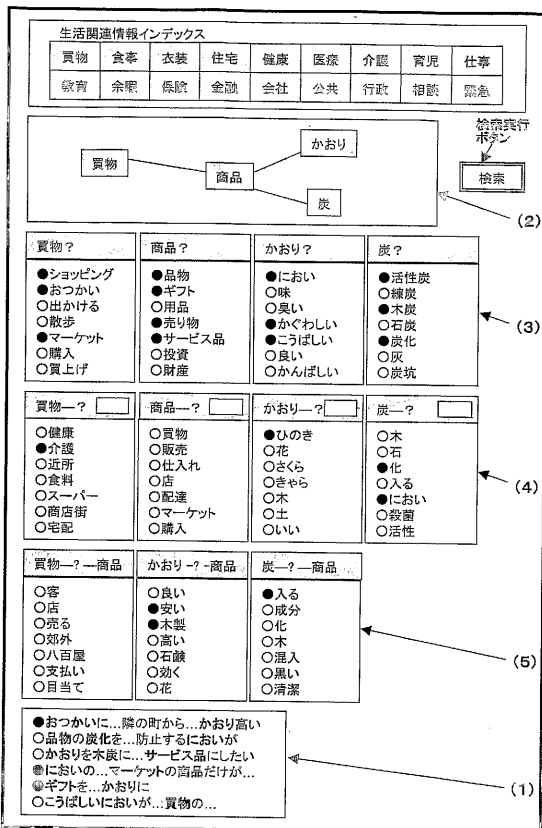 生活関連情報インデックス
買物 食事 衣装 住宅 健康 医療 介護 育児 仕事
教育 余暇 保険 金融 会社 公共 行政 相談 緊急
検索実行
ボタン
かおり
買物
商品
検索
炭
(2)
買物? 商品? かおり? 炭?
●ショッピング ●品物 ●におい ●活性炭
●おつかい ●ギフト ○味 ○練炭
○出かける ○用品 ○臭い ●木炭
○散歩 ●売り物 ●かぐわしい ○石炭
●マーケット ●サービス品 ●こうばしい ●炭化
○購入 ○投資 ○良い ○灰
○買上げ ○財産 ○かんばしい ○炭坑
(3)
買物―? 商品―? かおり―? 炭―?
○健康 ○買物 ●ひのき ○木
●介護 ○販売 ○花 ○石
○近所 ○仕入れ ○さくら ●化
○食料 ○店 ○きゃら ○入る
○スーパー ○配達 ○木 ●におい
○商店街 ○マーケット ○土 ○殺菌
○宅配 ○購入 ○いい ○活性
(4)
買物―?―商品 かおり-?-商品 炭―?―商品
○客 ○良い ●入る
○店 ●安い ○成分
○売る ●木製 ○化
○郊外 ○高い ○木
○八百屋 ○石鹸 ○混入
○支払い ○効く ○黒い
○目当て ○花 ○清潔
(5)
●おつかいに…隣の町から…かおり高い
○品物の炭化を…防止するにおいが
○かおりを木炭に…サービス品にしたい
●においの…マーケットの商品だけが…
●ギフトを…かおりに
○こうばしいにおいが…買物の…
(1)